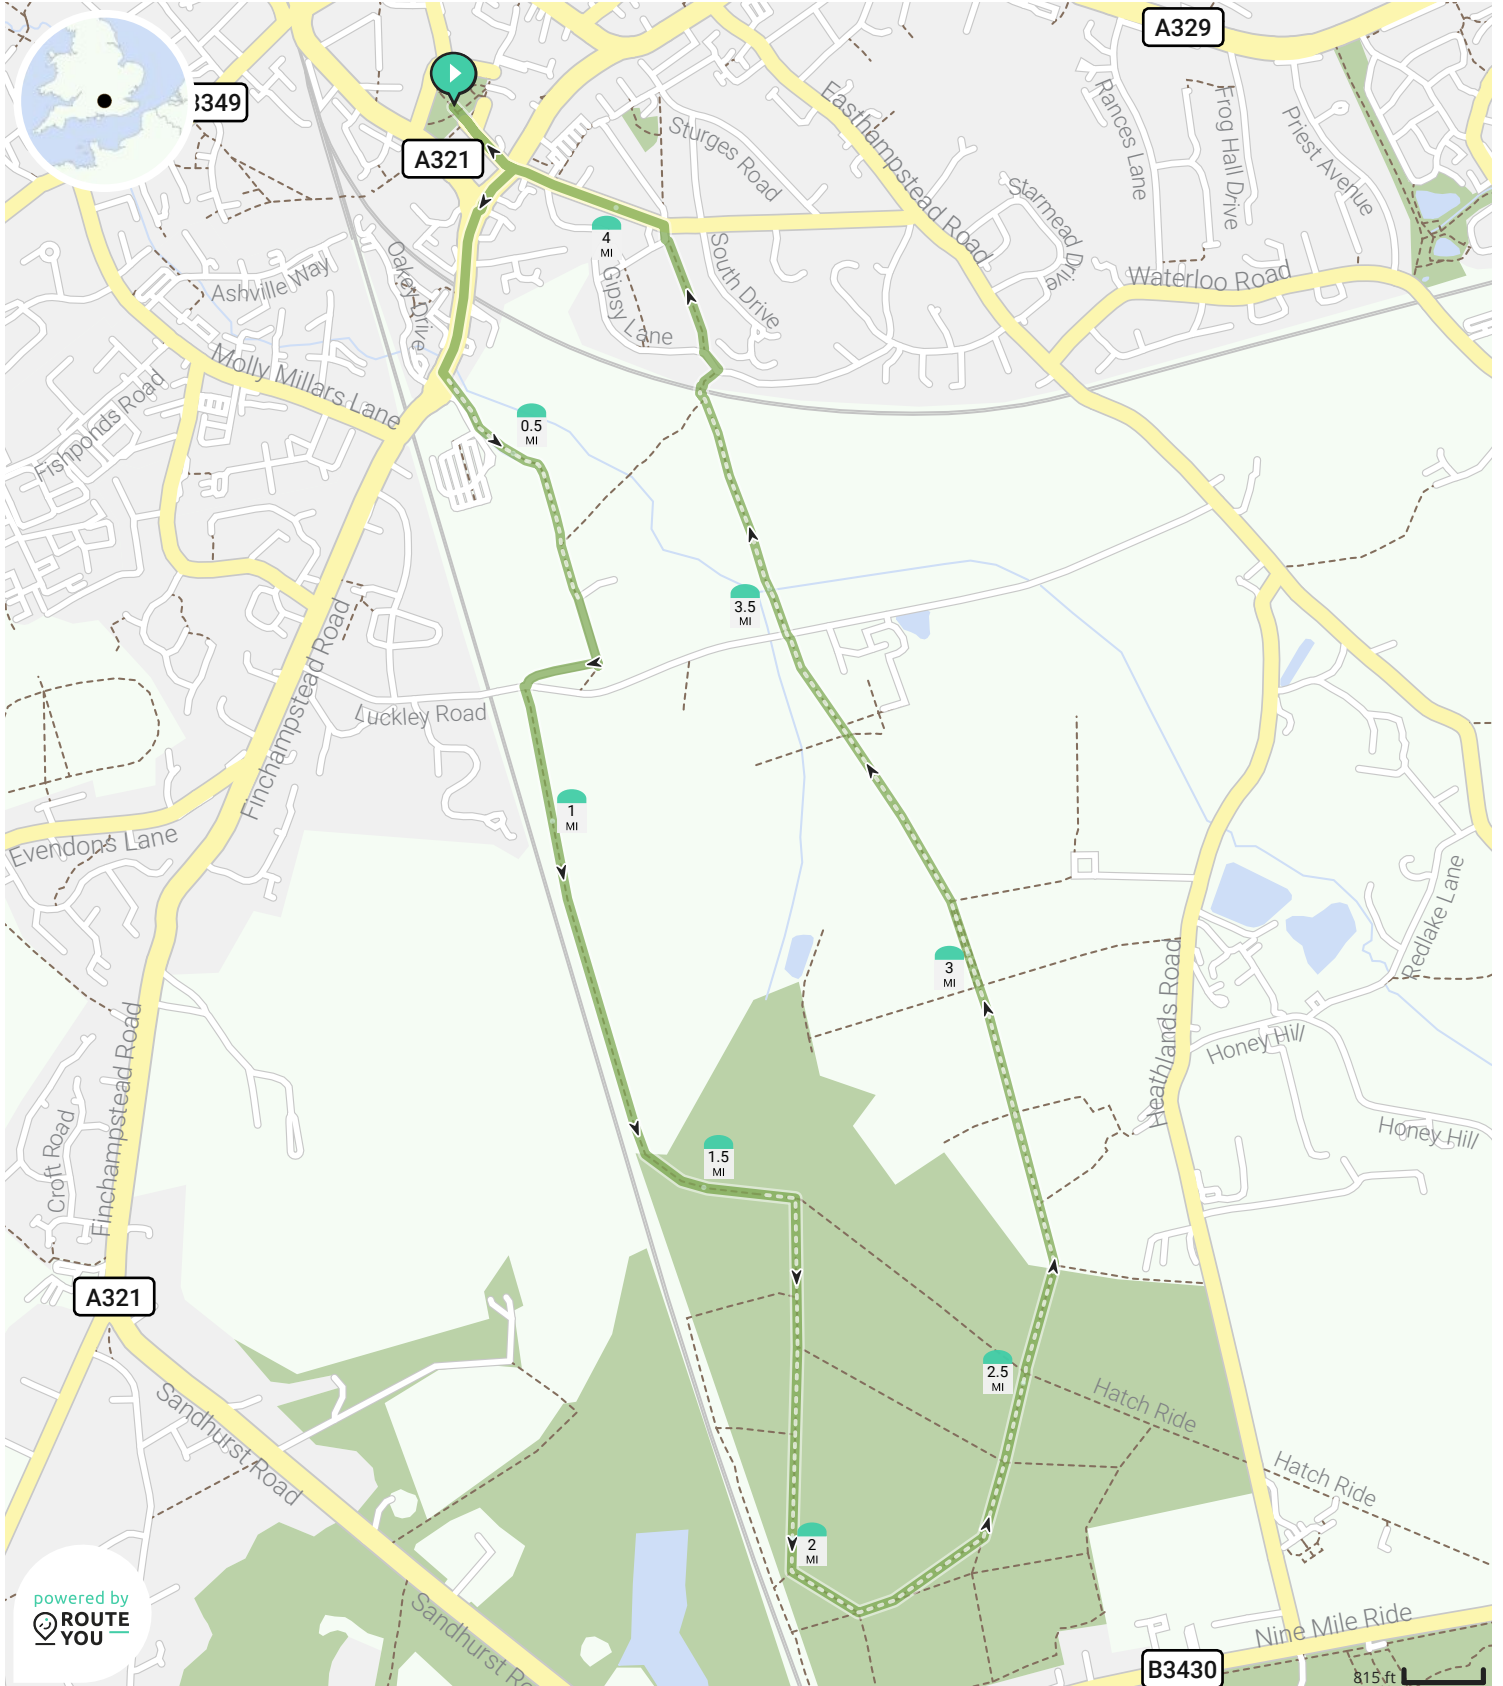 A329
B349
A321
Easthampstead Road
Rances Lane
Frog Hall Drive
Priest Avenue
Sturges Road
Starmead Drive
Waterloo Road
South Drive
4
MI
Gipsy Lane
Oakey Drive
Ashville Way
Molly Millars Lane
Fishponds Road
0.5
MI
3.5
MI
Finchampstead Road
Luckley Road
1
MI
Evendons Lane
Redlake Lane
3
MI
Heathlands Road
Finchampstead Road
Honey Hill
Honey Hill
Croft Road
1.5
MI
A321
2.5
MI
Hatch Ride
Hatch Ride
Sandhurst Road
2
MI
powered by
ROUTE
YOU
Sandhurst Ro
Nine Mile Ride
B3430
815 ft